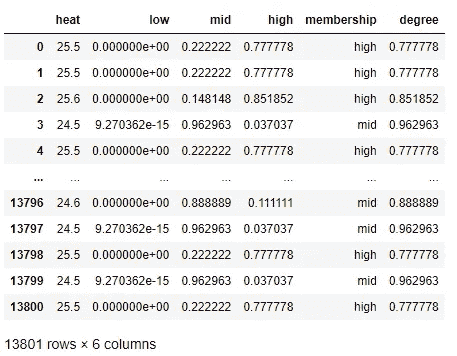 heat low mid high membership degree
0 25.5 0.000000e+00 0.222222 0.777778 high 0.777778
1 25.5 0.000000e+00 0.222222 0.777778 high 0.777778
2 25.6 0.000000e+00 0.148148 0.851852 high 0.851852
3 24.5 9.270362e-15 0.962963 0.037037 mid 0.962963
4 25.5 0.000000e+00 0.222222 0.777778 high 0.777778
... ... ... ... ... ... ...
13796 24.6 0.000000e+00 0.888889 0.111111 mid 0.888889
13797 24.5 9.270362e-15 0.962963 0.037037 mid 0.962963
13798 25.5 0.000000e+00 0.222222 0.777778 high 0.777778
13799 24.5 9.270362e-15 0.962963 0.037037 mid 0.962963
13800 25.5 0.000000e+00 0.222222 0.777778 high 0.777778
13801 rows × 6 columns